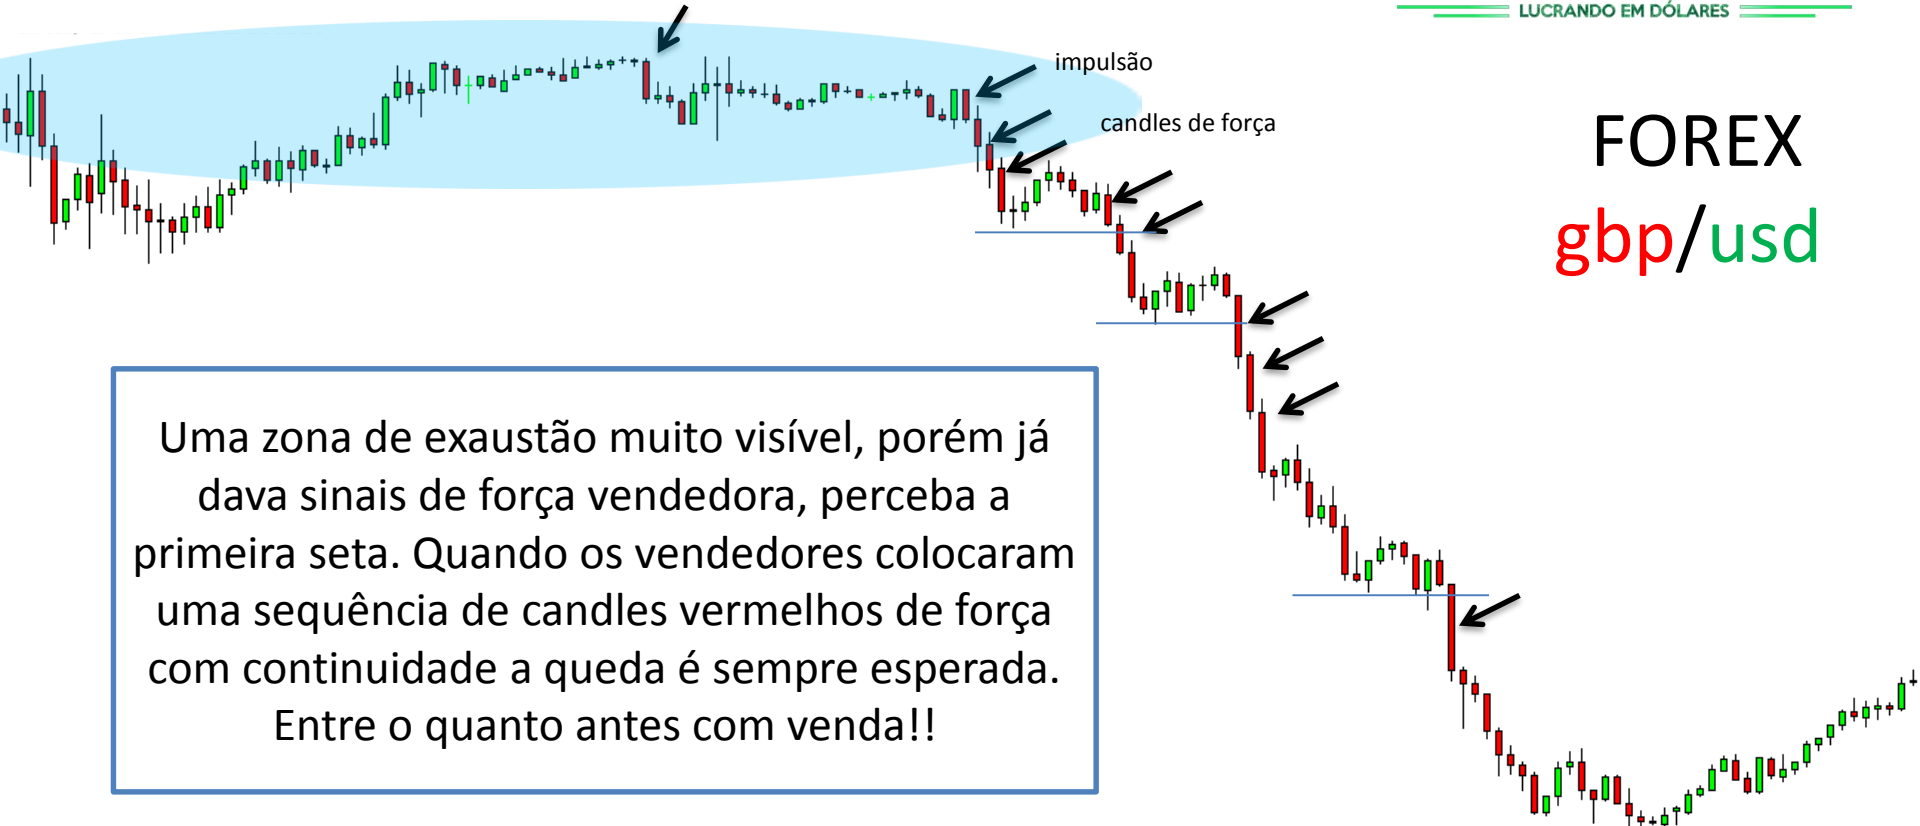 LUCRANDO EM DÓLARES
impulsão
candles de força
FOREX
gbp/usd
Uma zona de exaustão muito visível, porém já
dava sinais de força vendedora, perceba a
primeira seta. Quando os vendedores colocaram
uma sequência de candles vermelhos de força
com continuidade a queda é sempre esperada.
Entre o quanto antes com venda!!